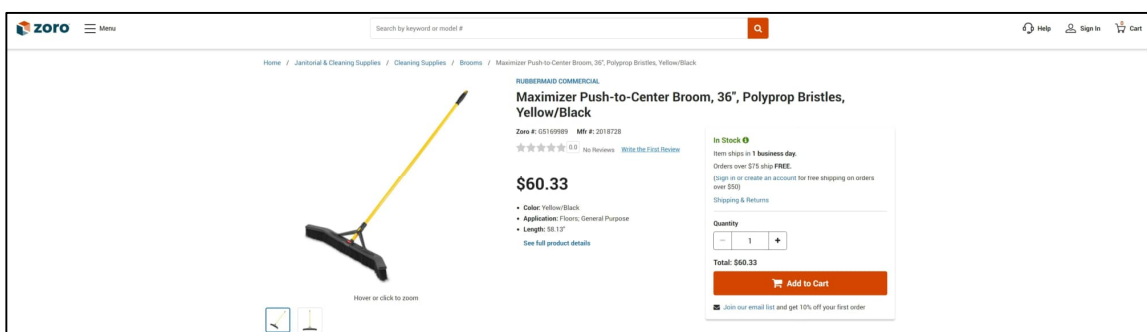 zoro
Menu
Search by keyword or model #
Help
Sign In
0
Cart
Home / Janitorial & Cleaning Supplies / Cleaning Supplies / Brooms / Maximizer Push-to-Center Broom, 36", Polyprop Bristles, Yellow/Black
RUBBERMAID COMMERCIAL
Maximizer Push-to-Center Broom, 36", Polyprop Bristles,
Yellow/Black
Zoro #: G5169989 Mfr #: 2018728
0.0 No Reviews Write the First Review
$60.33
• Color: Yellow/Black
• Application: Floors; General Purpose
• Length: 58.13"
See full product details
Hover or click to zoom
In Stock
Item ships in 1 business day.
Orders over $75 ship FREE.
(Sign in or create an account for free shipping on orders
over $50)
Shipping & Returns
Quantity
- 1 +
Total: $60.33
Add to Cart
Join our email list and get 10% off your first order